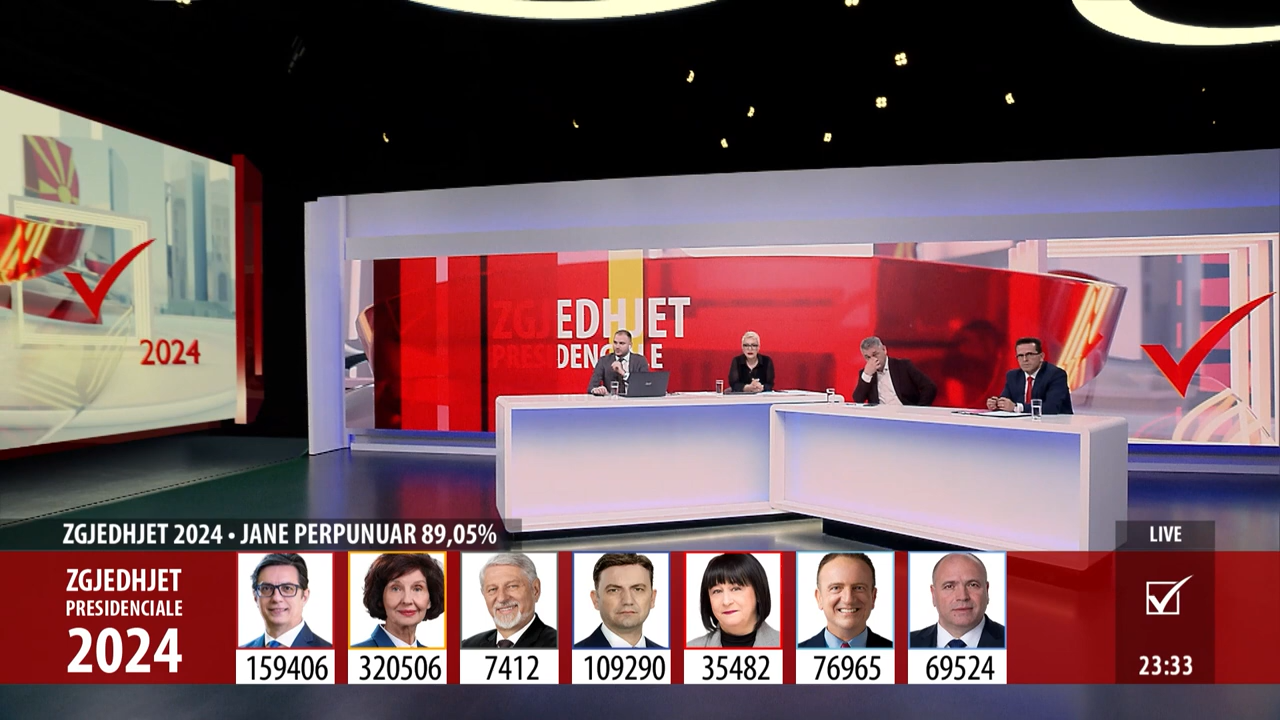 2024
ZGJEDHJET
PRESIDENCIALE
ZGJEDHJET 2024 • JANE PERPUNUAR 89,05%
LIVE
ZGJEDHJET
PRESIDENCIALE
2024
159406
320506
7412
109290
35482
76965
69524
23:33